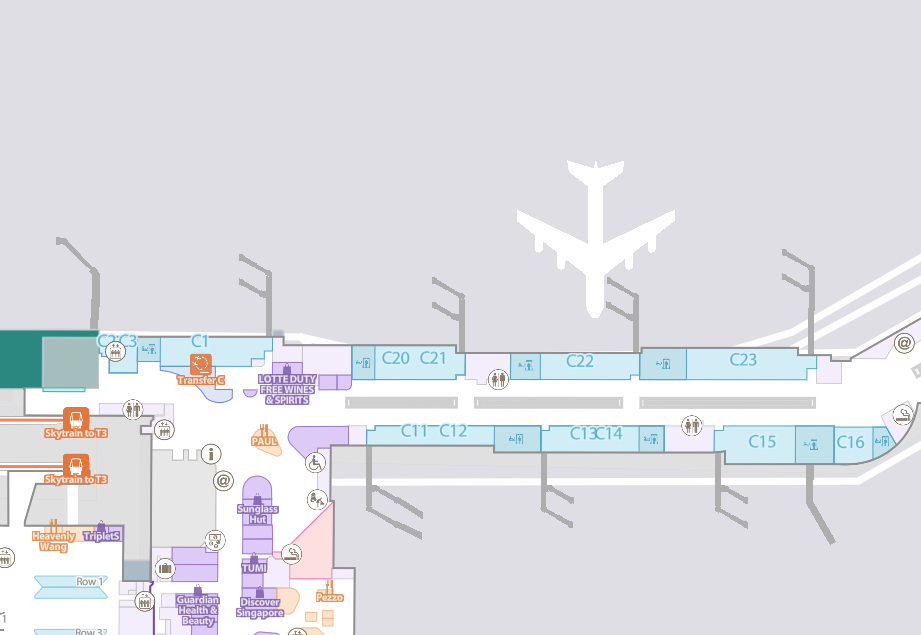 C2 C3
C1
Transfer C
LOTTE DUTY
FREE WINES
& SPIRITS
C20 C21
C22
C23
Skytrain to T3
PAUL
C11 C12
C13 C14
C15
C16
Skytrain to T3
Sunglass
Hut
Heavenly
Wang
TripletS
TUMI
Row 1
Guardian
Health &
Beauty
Discover
Singapore
Pozzo
Row 3